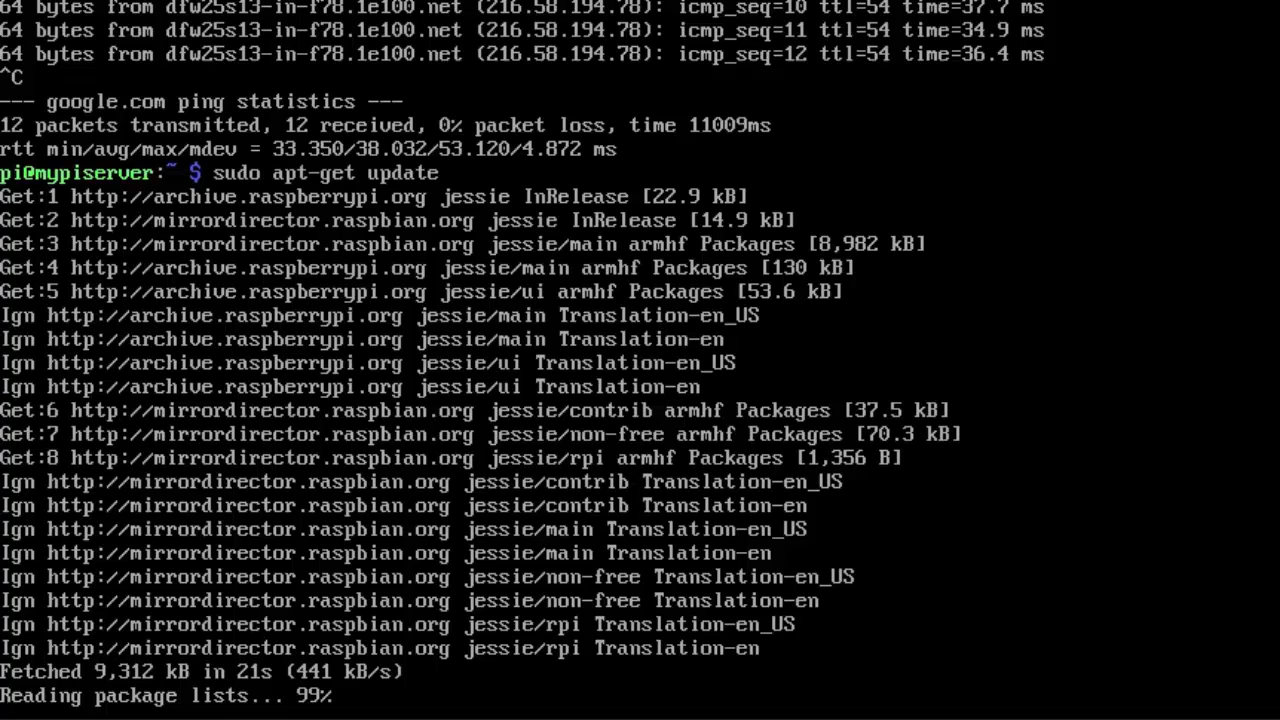 64 bytes from dfw25s13-in-f78.1e100.net (216.58.194.78): icmp_seq=10 ttl=54 time=37.7 ms
64 bytes from dfw25s13-in-f78.1e100.net (216.58.194.78): icmp_seq=11 ttl=54 time=34.9 ms
64 bytes from dfw25s13-in-f78.1e100.net (216.58.194.78): icmp_seq=12 ttl=54 time=36.4 ms
^C
--- google.com ping statistics ---
12 packets transmitted, 12 received, 0% packet loss, time 11009ms
rtt min/avg/max/mdev = 33.350/38.032/53.120/4.872 ms
pi@mypiserver:~ $ sudo apt-get update
Get:1 http://archive.raspberrypi.org jessie InRelease [22.9 kB]
Get:2 http://mirrordirector.raspbian.org jessie InRelease [14.9 kB]
Get:3 http://mirrordirector.raspbian.org jessie/main armhf Packages [8,982 kB]
Get:4 http://archive.raspberrypi.org jessie/main armhf Packages [130 kB]
Get:5 http://archive.raspberrypi.org jessie/ui armhf Packages [53.6 kB]
Ign http://archive.raspberrypi.org jessie/main Translation-en_US
Ign http://archive.raspberrypi.org jessie/main Translation-en
Ign http://archive.raspberrypi.org jessie/ui Translation-en_US
Ign http://archive.raspberrypi.org jessie/ui Translation-en
Get:6 http://mirrordirector.raspbian.org jessie/contrib armhf Packages [37.5 kB]
Get:7 http://mirrordirector.raspbian.org jessie/non-free armhf Packages [70.3 kB]
Get:8 http://mirrordirector.raspbian.org jessie/rpi armhf Packages [1,356 B]
Ign http://mirrordirector.raspbian.org jessie/contrib Translation-en_US
Ign http://mirrordirector.raspbian.org jessie/contrib Translation-en
Ign http://mirrordirector.raspbian.org jessie/main Translation-en_US
Ign http://mirrordirector.raspbian.org jessie/main Translation-en
Ign http://mirrordirector.raspbian.org jessie/non-free Translation-en_US
Ign http://mirrordirector.raspbian.org jessie/non-free Translation-en
Ign http://mirrordirector.raspbian.org jessie/rpi Translation-en_US
Ign http://mirrordirector.raspbian.org jessie/rpi Translation-en
Fetched 9,312 kB in 21s (441 kB/s)
Reading package lists... 99%